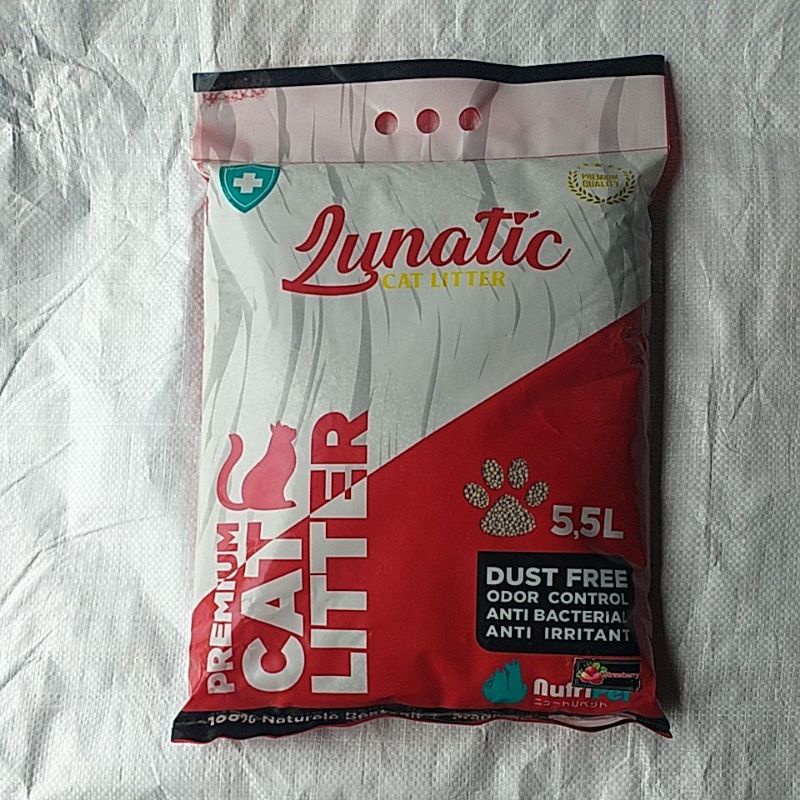 PREMIUM
QUALITY
Lunatic
CAT LITTER
PREMIUM
CAT
LITTER
5,5L
DUST FREE
ODOR CONTROL
ANTI BACTERIAL
ANTI IRRITANT
Strawberry
NutriPet
ニュートリペット
100% Naturele